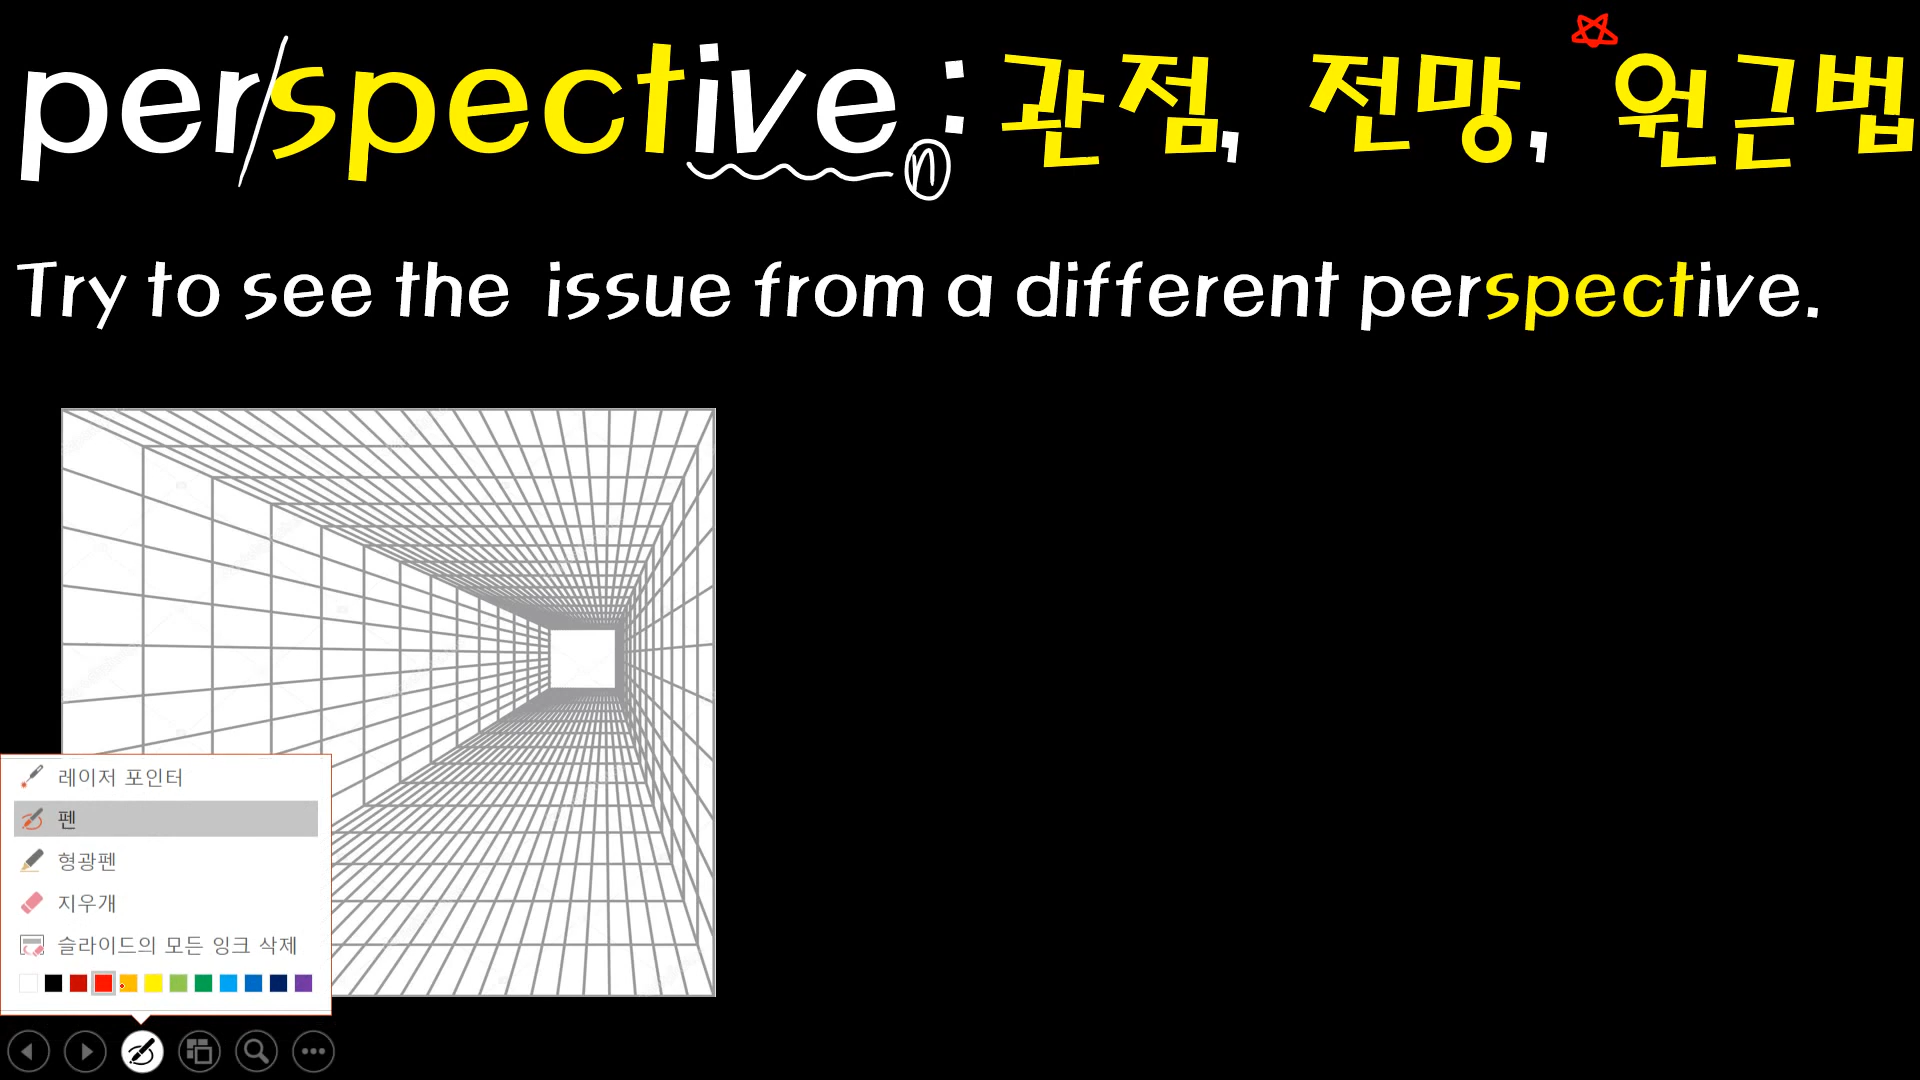 perspective : 관점, 전망, 원근법
n
Try to see the issue from a different perspective.
레이저 포인터
펜
형광펜
지우개
슬라이드의 모든 잉크 삭제